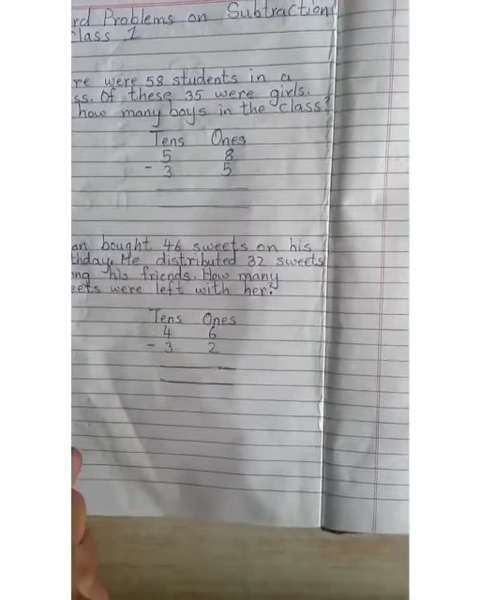 rd Problems on Subtraction
lass 1
re were 58 students in a
ss. Of these 35 were girls.
how many boys in the class?
Tens Ones
5 8
- 3 5
an bought 46 sweets on his
thday. He distributed 32 sweets
ng his friends. How many
ets were left with her?
Tens Ones
4 6
- 3 2